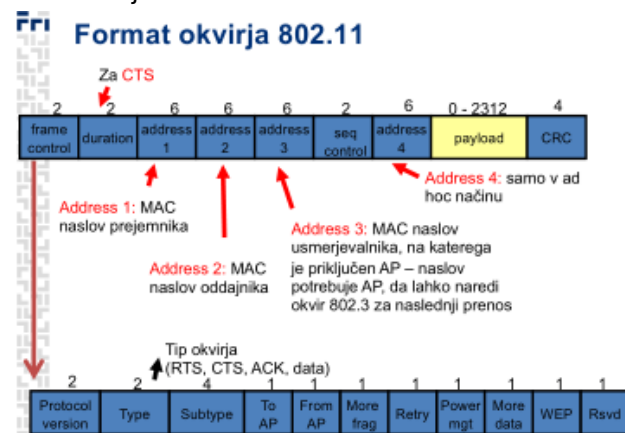 Fri
Format okvirja 802.11
Za CTS
2 2 6 6 6 2 6 0 - 2312 4
frame control duration address 1 address 2 address 3 seq control address 4 payload CRC
Address 4: samo v ad
hoc načinu
Address 1: MAC
naslov prejemnika
Address 3: MAC naslov
usmerjevalnika, na katerega
je priključen AP – naslov
potrebuje AP, da lahko naredi
okvir 802.3 za naslednji prenos
Address 2: MAC
naslov oddajnika
Tip okvirja
(RTS, CTS, ACK, data)
2 2 4 1 1 1 1 1 1 1 1
Protocol version Type Subtype To AP From AP More frag Retry Power mgt More data WEP Rsvd